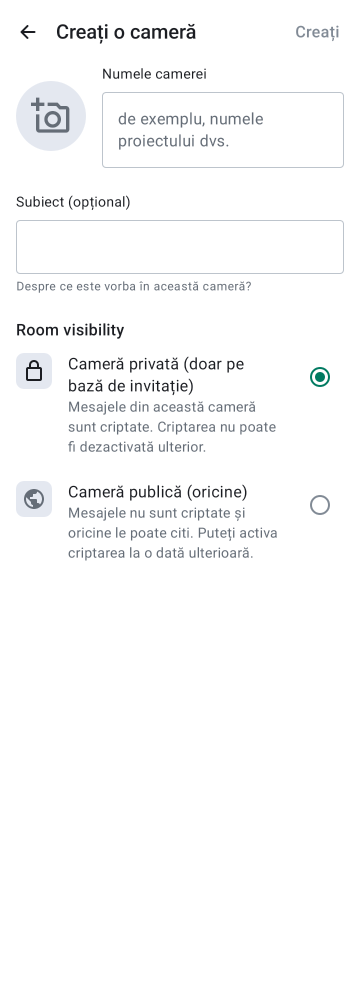 Creați o cameră
Creați
Numele camerei
de exemplu, numele
proiectului dvs.
Subiect (opțional)
Despre ce este vorba în această cameră?
Room visibility
Cameră privată (doar pe
bază de invitație)
Mesajele din această cameră
sunt criptate. Criptarea nu poate
fi dezactivată ulterior.
Cameră publică (oricine)
Mesajele nu sunt criptate și
oricine le poate citi. Puteți activa
criptarea la o dată ulterioară.